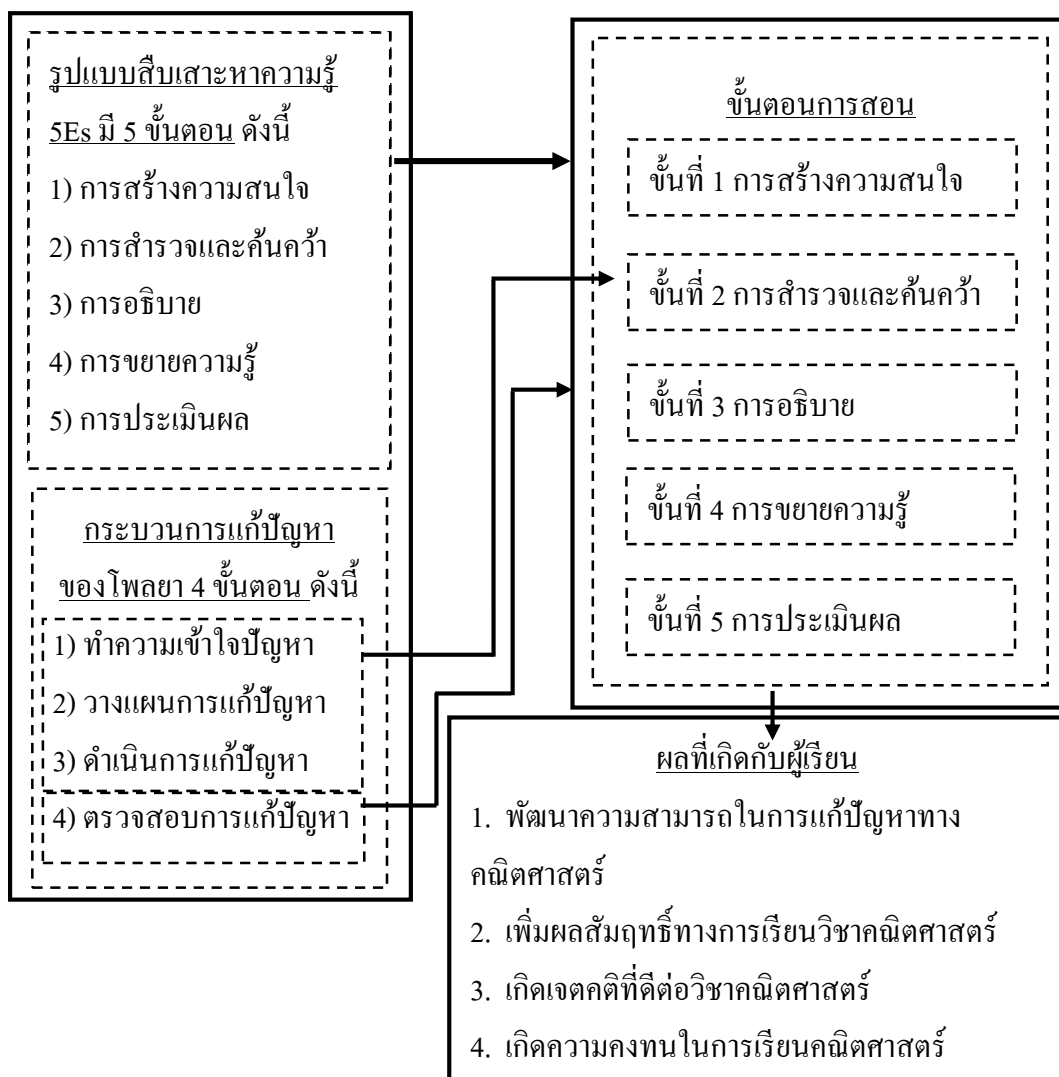 รูปแบบสืบเสาะหาความรู้
5Es มี 5 ขั้นตอน ดังนี้
1) การสร้างความสนใจ
2) การสำรวจและค้นคว้า
3) การอธิบาย
4) การขยายความรู้
5) การประเมินผล
กระบวนการแก้ปัญหา
ของโพลยา 4 ขั้นตอน ดังนี้
1) ทำความเข้าใจปัญหา
2) วางแผนการแก้ปัญหา
3) ดำเนินการแก้ปัญหา
4) ตรวจสอบการแก้ปัญหา
ขั้นตอนการสอน
ขั้นที่ 1 การสร้างความสนใจ
ขั้นที่ 2 การสำรวจและค้นคว้า
ขั้นที่ 3 การอธิบาย
ขั้นที่ 4 การขยายความรู้
ขั้นที่ 5 การประเมินผล
ผลที่เกิดกับผู้เรียน
1. พัฒนาความสามารถในการแก้ปัญหาทาง
คณิตศาสตร์
2. เพิ่มผลสัมฤทธิ์ทางการเรียนวิชาคณิตศาสตร์
3. เกิดเจตคติที่ดีต่อวิชาคณิตศาสตร์
4. เกิดความคงทนในการเรียนคณิตศาสตร์